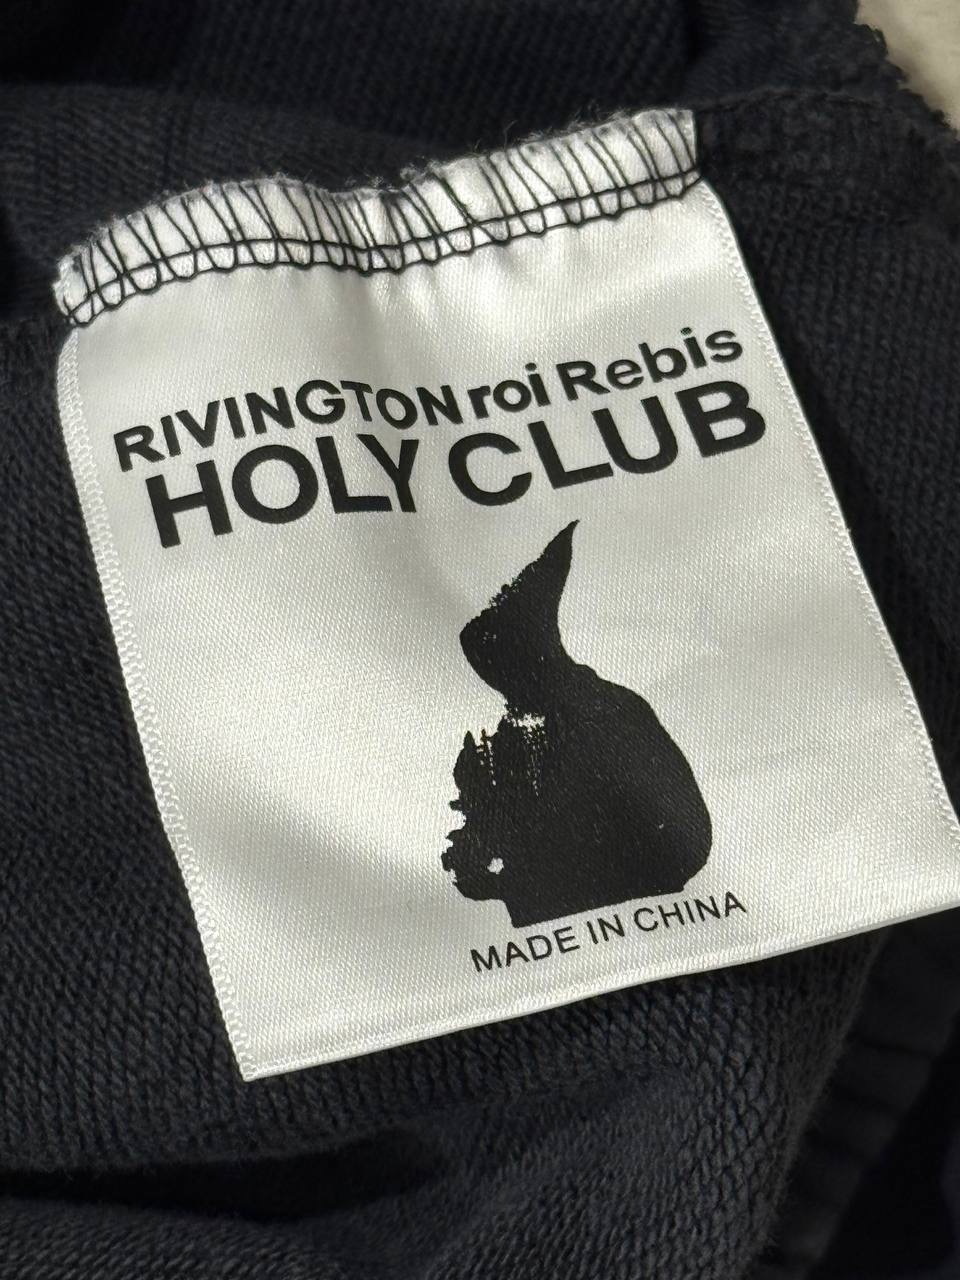 RIVINGTON roi Rebis
HOLY CLUB
MADE IN CHINA